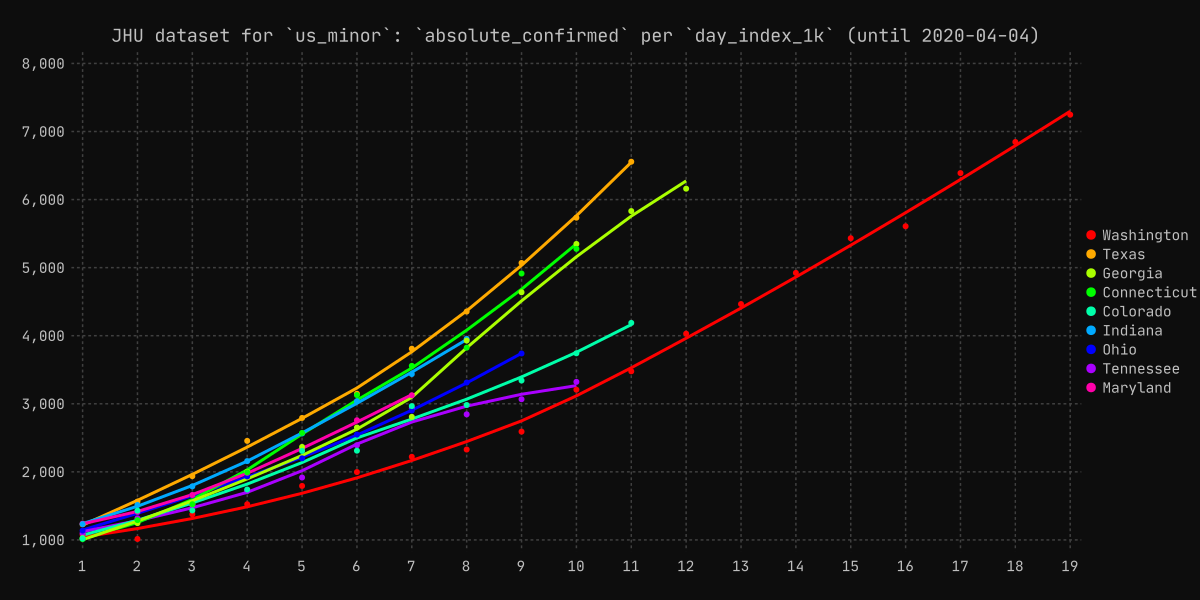 JHU dataset for `us_minor`: `absolute_confirmed` per `day_index_1k` (until 2020-04-04)
8,000
7,000
6,000
5,000
4,000
3,000
2,000
1,000
1 2 3 4 5 6 7 8 9 10 11 12 13 14 15 16 17 18 19
Washington
Texas
Georgia
Connecticut
Colorado
Indiana
Ohio
Tennessee
Maryland